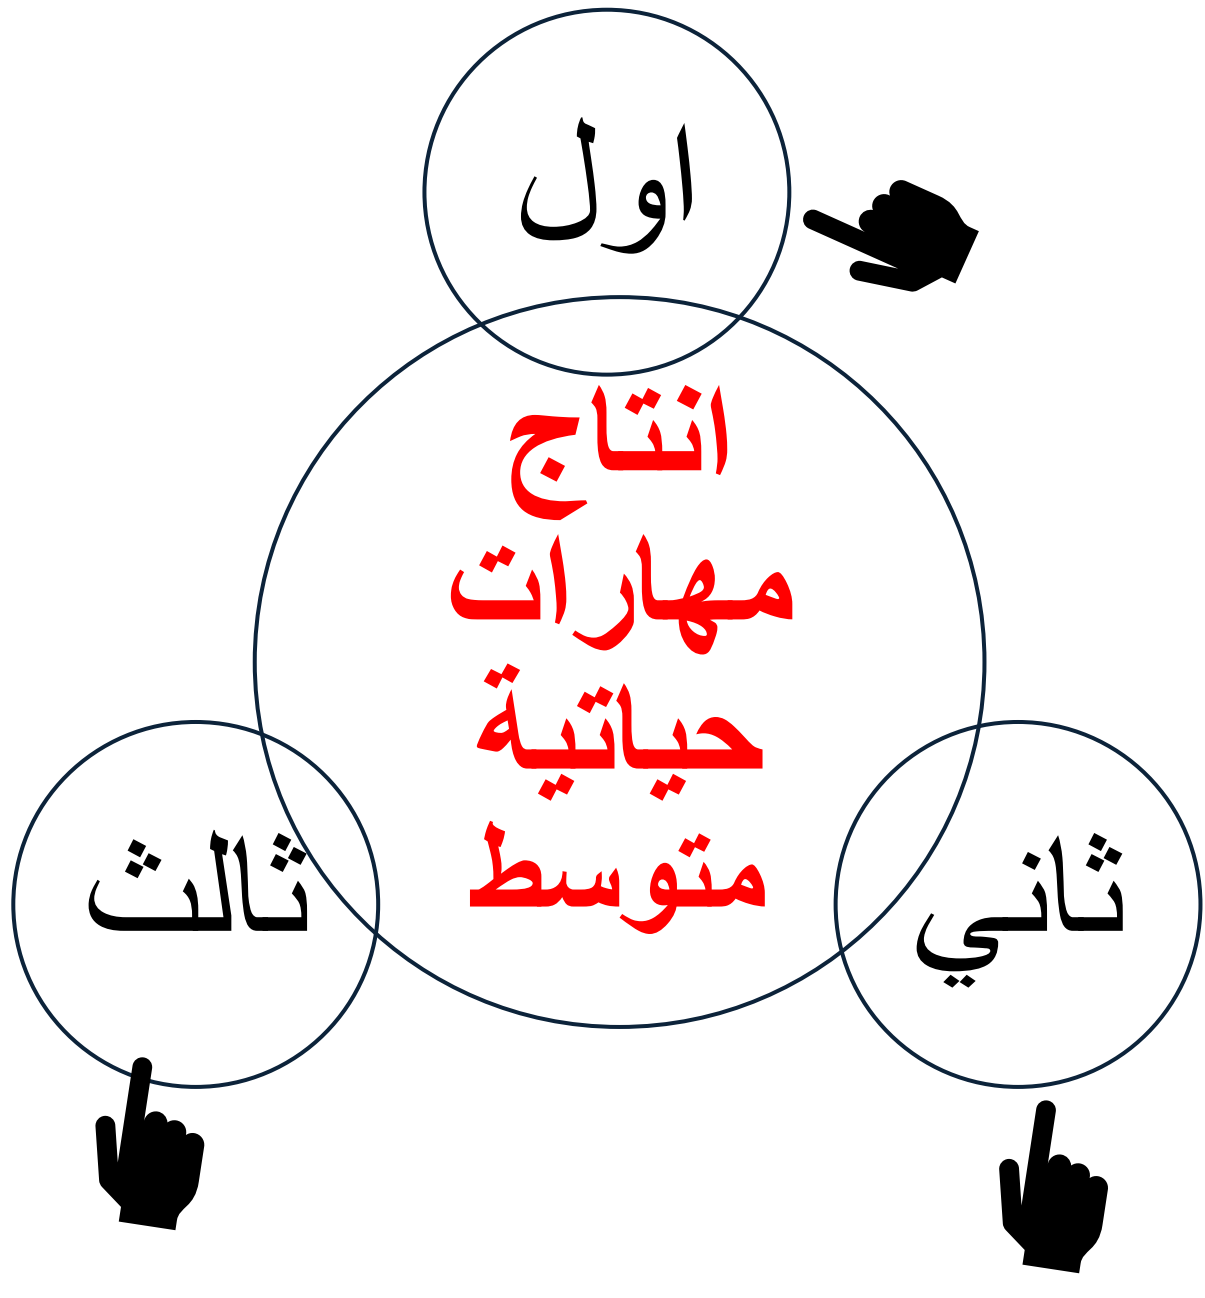 اول
انتاج
مهارات
حياتية
متوسط
ثاني
ثالث